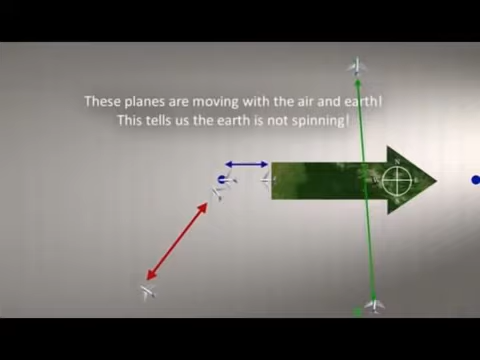 These planes are moving with the air and earth!
This tells us the earth is not spinning!
N